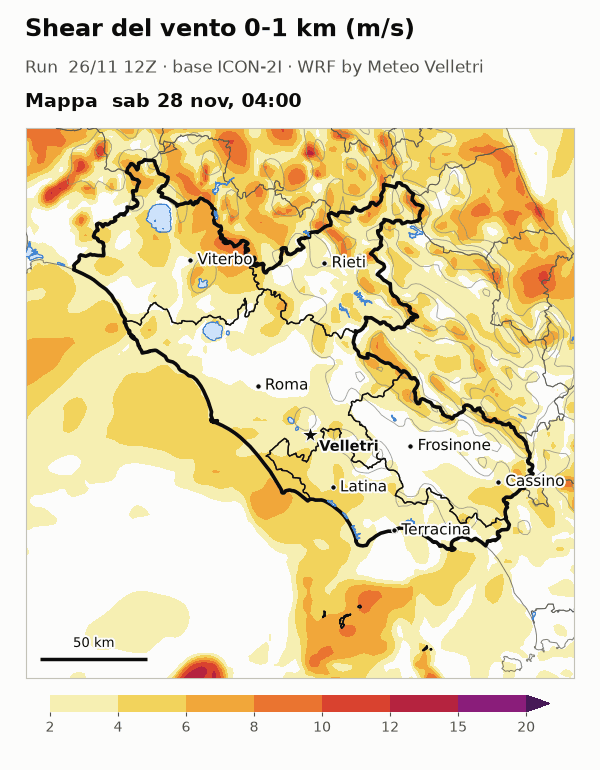 Shear del vento 0-1 km (m/s)
Run  26/11 12Z · base ICON-2I · WRF by Meteo Velletri
Mappa  sab 28 nov, 04:00
Viterbo
Rieti
Roma
Velletri
Frosinone
Latina
Cassino
Terracina
50 km
2 4 6 8 10 12 15 20